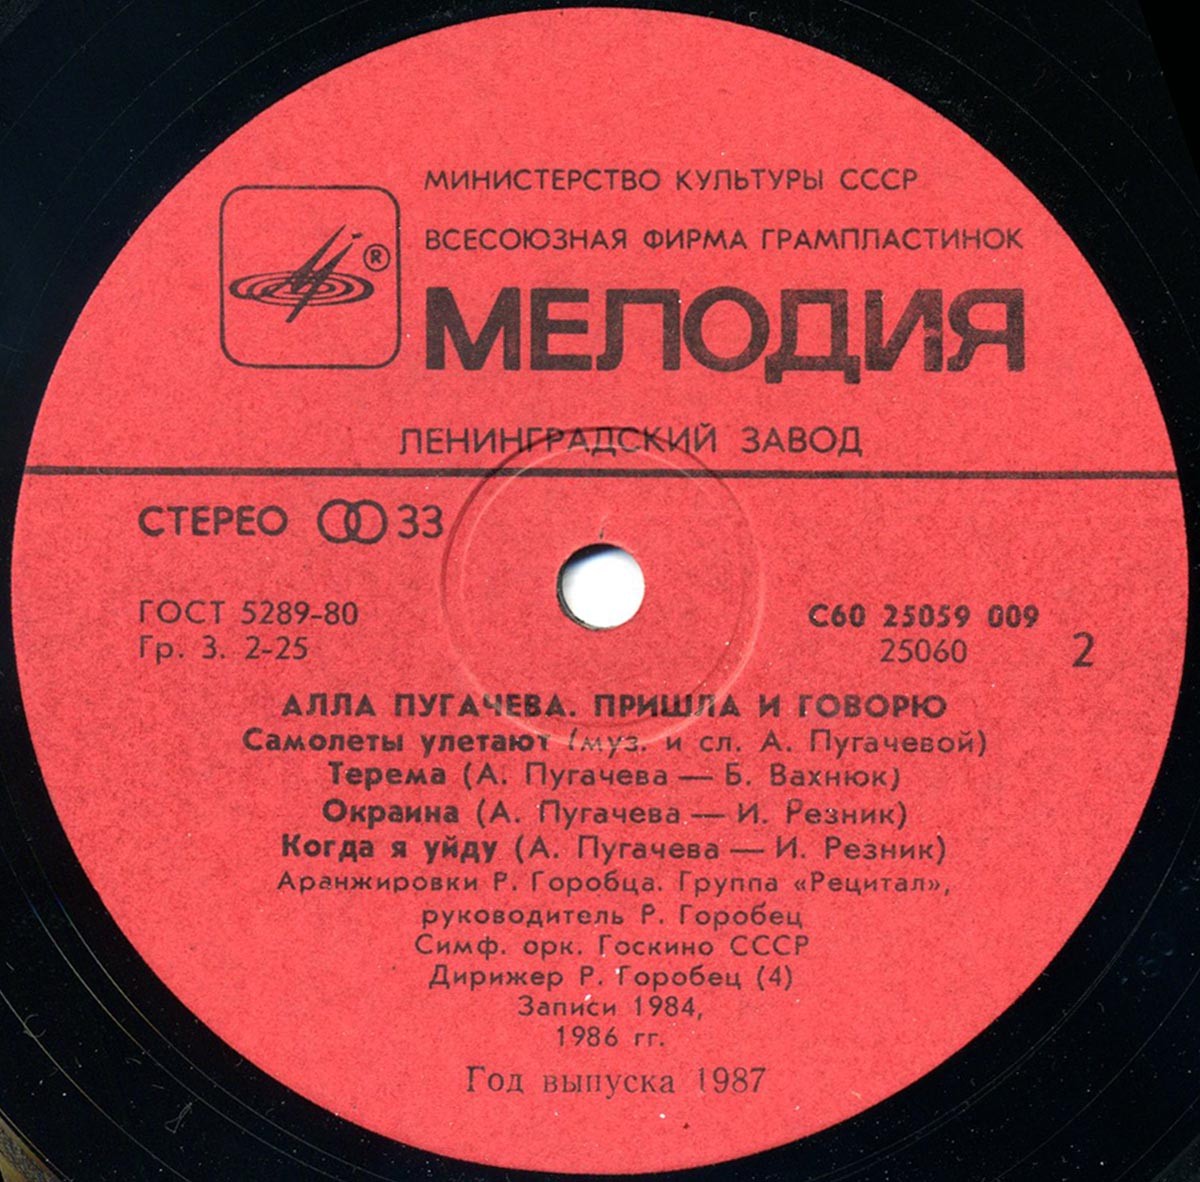 МИНИСТЕРСТВО КУЛЬТУРЫ СССР
ВСЕСОЮЗНАЯ ФИРМА ГРАМПЛАСТИНОК
®
МЕЛОДИЯ
ЛЕНИНГРАДСКИЙ ЗАВОД
СТЕРЕО 33
ГОСТ 5289-80
Гр. 3. 2-25
С60 25059 009
25060
2
АЛЛА ПУГАЧЕВА. ПРИШЛА И ГОВОРЮ
Самолеты улетают (муз. и сл. А. Пугачевой)
Терема (А. Пугачева — Б. Вахнюк)
Окраина (А. Пугачева — И. Резник)
Когда я уйду (А. Пугачева — И. Резник)
Аранжировки Р. Горобца. Группа «Рецитал»,
руководитель Р. Горобец
Симф. орк. Госкино СССР
Дирижер Р. Горобец (4)
Записи 1984,
1986 гг.
Год выпуска 1987